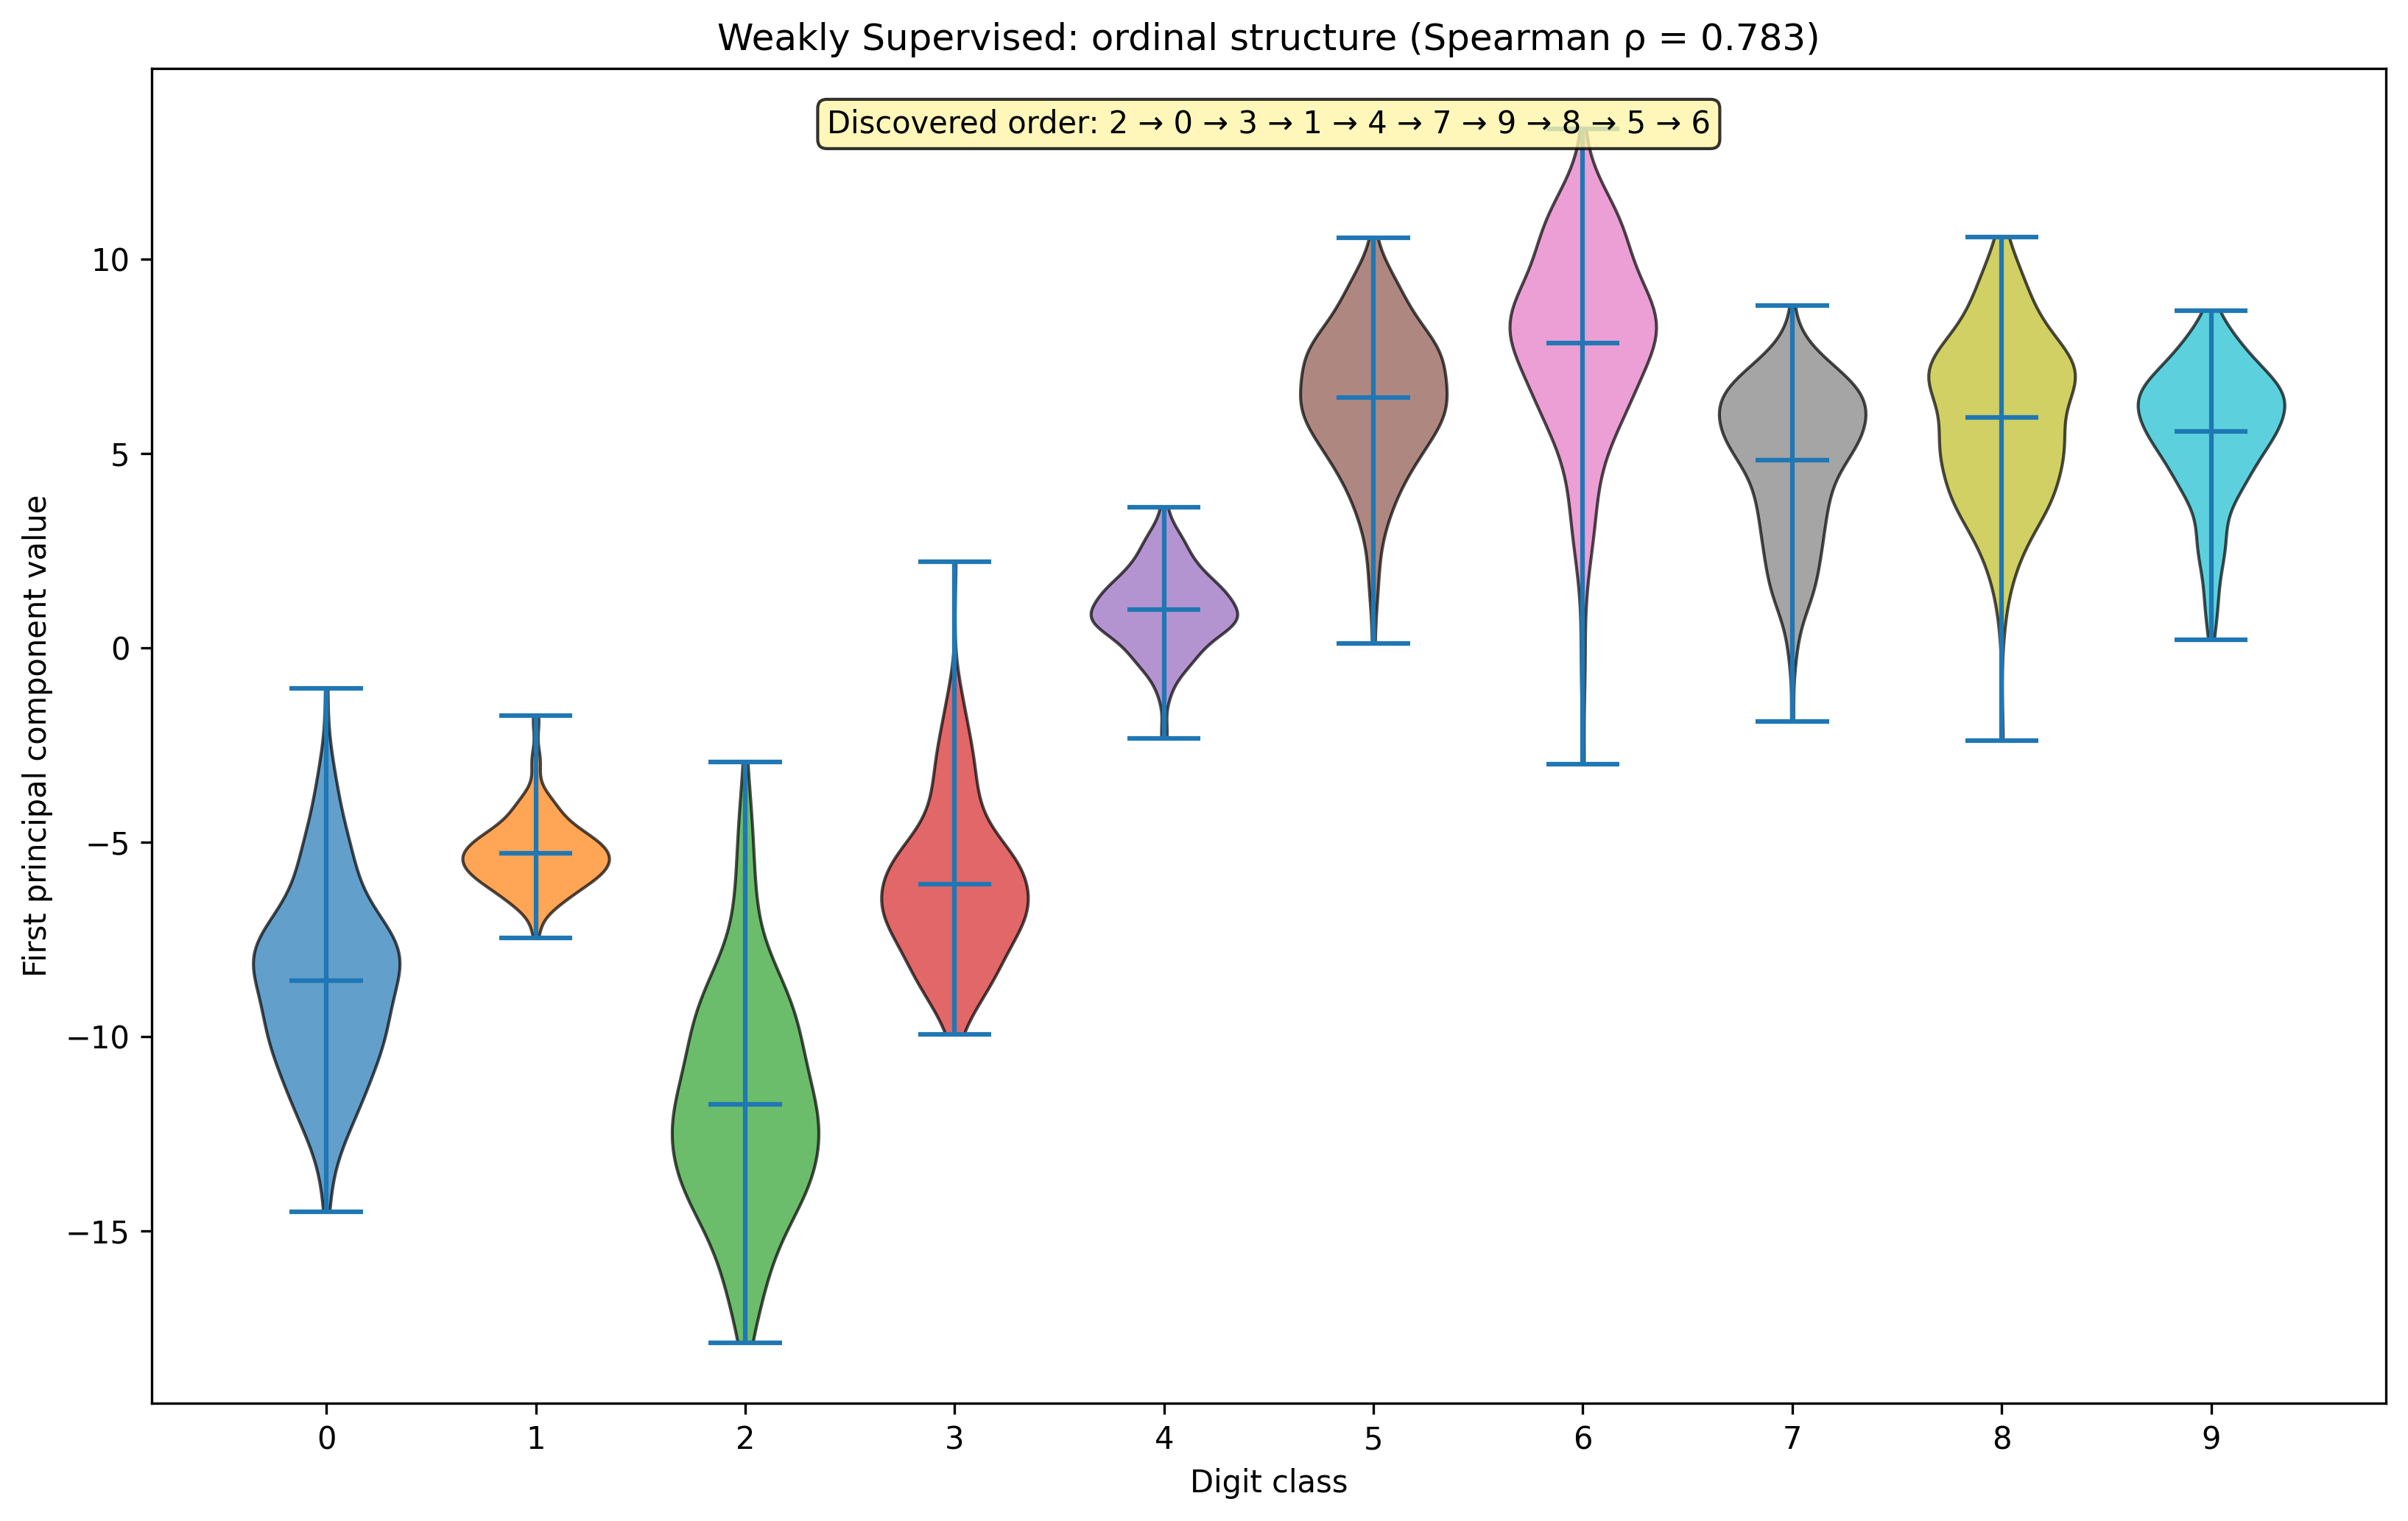 Weakly Supervised: ordinal structure (Spearman ρ = 0.783)
Discovered order: 2 → 0 → 3 → 1 → 4 → 7 → 9 → 8 → 5 → 6
First principal component value
10
5
0
−5
−10
−15
0 1 2 3 4 5 6 7 8 9
Digit class